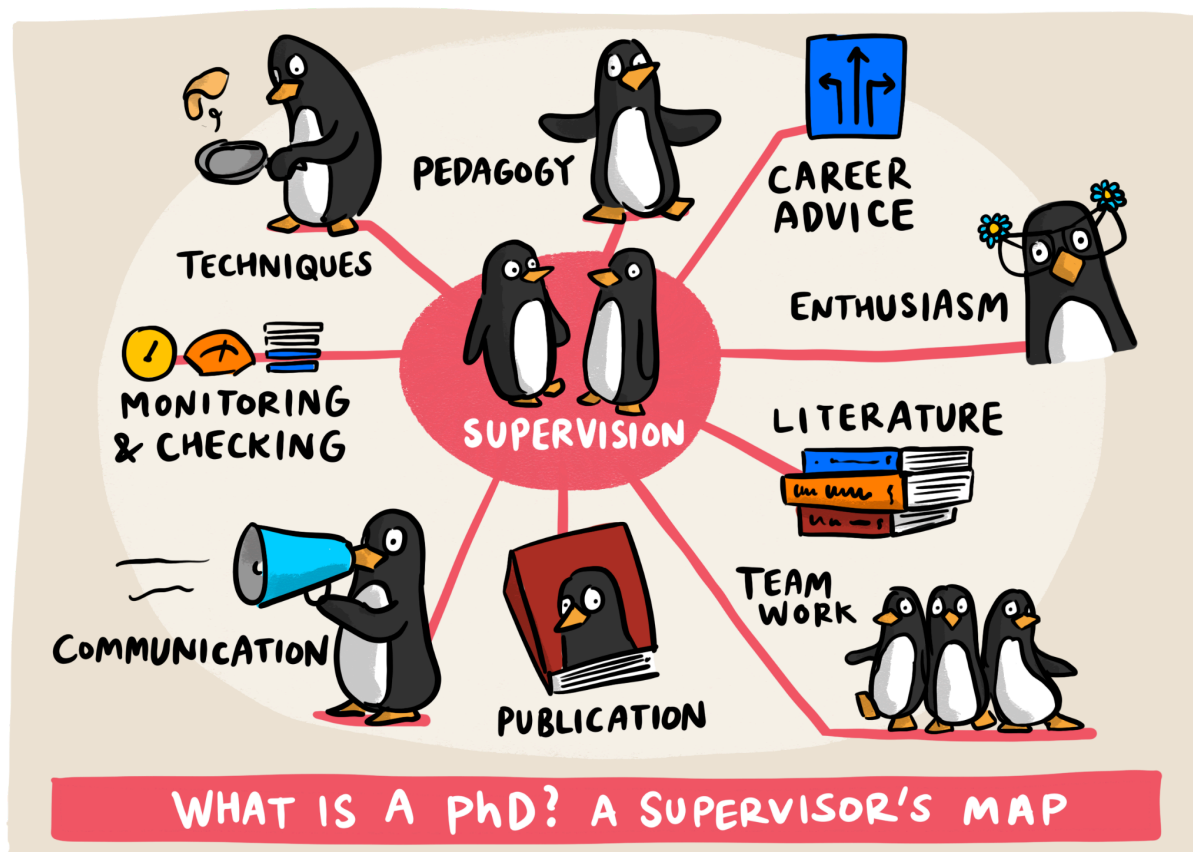 PEDAGOGY
CAREER
ADVICE
TECHNIQUES
ENTHUSIASM
MONITORING
& CHECKING
SUPERVISION
LITERATURE
TEAM
WORK
COMMUNICATION
PUBLICATION
WHAT IS A PhD? A SUPERVISOR'S MAP